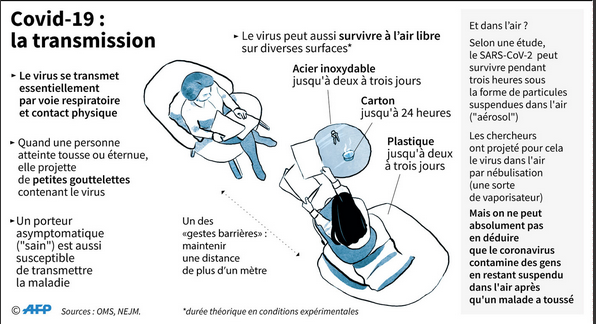 Covid-19 :
la transmission
► Le virus se transmet
essentiellement
par voie respiratoire
et contact physique
► Quand une personne
atteinte tousse ou éternue,
elle projette
de petites gouttelettes
contenant le virus
► Un porteur
asymptomatique
("sain") est aussi
susceptible
de transmettre
la maladie
► Le virus peut aussi survivre à l'air libre
sur diverses surfaces*
Acier inoxydable
jusqu'à deux à trois jours
Carton
jusqu'à 24 heures
Plastique
jusqu'à deux
à trois jours
Un des
«gestes barrières» :
maintenir
une distance
de plus d'un mètre
Et dans l'air ?
Selon une étude,
le SARS-CoV-2 peut
survivre pendant
trois heures sous
la forme de particules
suspendues dans l'air
("aérosol")
Les chercheurs
ont projeté pour cela
le virus dans l'air
par nébulisation
(une sorte
de vaporisateur)
Mais on ne peut
absolument pas
en déduire
que le coronavirus
contamine des gens
en restant suspendu
dans l'air après
qu'un malade a toussé
© AFP Sources : OMS, NEJM.
*durée théorique en conditions expérimentales